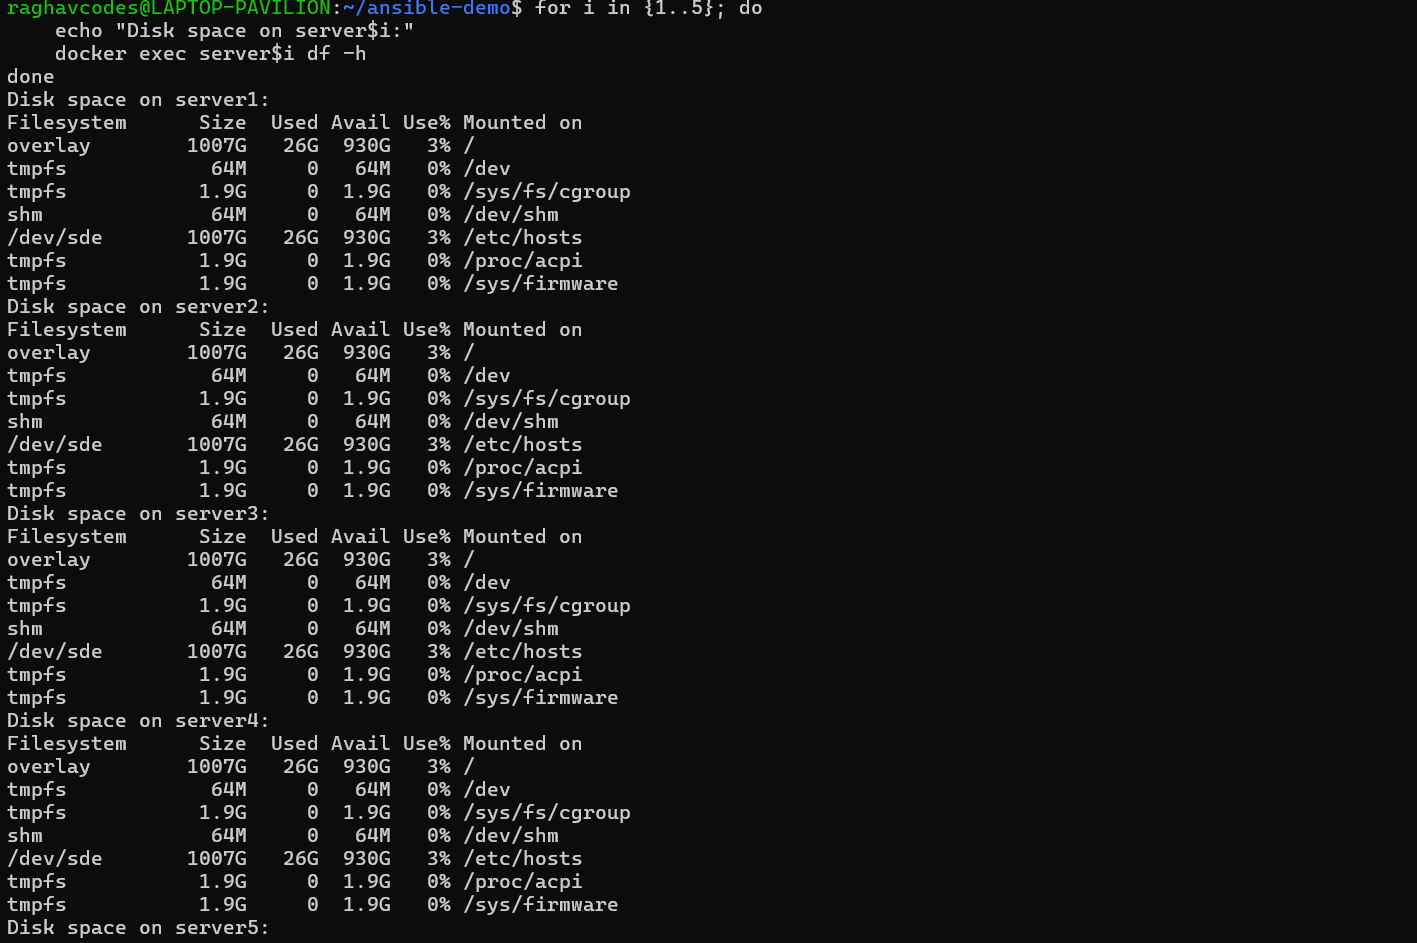 raghavcodes@LAPTOP-PAVILION:~/ansible-demo$ for i in {1..5}; do
    echo "Disk space on server$i:"
    docker exec server$i df -h
done
Disk space on server1:
Filesystem      Size  Used Avail Use% Mounted on
overlay        1007G   26G  930G   3% /
tmpfs            64M     0   64M   0% /dev
tmpfs           1.9G     0  1.9G   0% /sys/fs/cgroup
shm              64M     0   64M   0% /dev/shm
/dev/sde       1007G   26G  930G   3% /etc/hosts
tmpfs           1.9G     0  1.9G   0% /proc/acpi
tmpfs           1.9G     0  1.9G   0% /sys/firmware
Disk space on server2:
Filesystem      Size  Used Avail Use% Mounted on
overlay        1007G   26G  930G   3% /
tmpfs            64M     0   64M   0% /dev
tmpfs           1.9G     0  1.9G   0% /sys/fs/cgroup
shm              64M     0   64M   0% /dev/shm
/dev/sde       1007G   26G  930G   3% /etc/hosts
tmpfs           1.9G     0  1.9G   0% /proc/acpi
tmpfs           1.9G     0  1.9G   0% /sys/firmware
Disk space on server3:
Filesystem      Size  Used Avail Use% Mounted on
overlay        1007G   26G  930G   3% /
tmpfs            64M     0   64M   0% /dev
tmpfs           1.9G     0  1.9G   0% /sys/fs/cgroup
shm              64M     0   64M   0% /dev/shm
/dev/sde       1007G   26G  930G   3% /etc/hosts
tmpfs           1.9G     0  1.9G   0% /proc/acpi
tmpfs           1.9G     0  1.9G   0% /sys/firmware
Disk space on server4:
Filesystem      Size  Used Avail Use% Mounted on
overlay        1007G   26G  930G   3% /
tmpfs            64M     0   64M   0% /dev
tmpfs           1.9G     0  1.9G   0% /sys/fs/cgroup
shm              64M     0   64M   0% /dev/shm
/dev/sde       1007G   26G  930G   3% /etc/hosts
tmpfs           1.9G     0  1.9G   0% /proc/acpi
tmpfs           1.9G     0  1.9G   0% /sys/firmware
Disk space on server5: